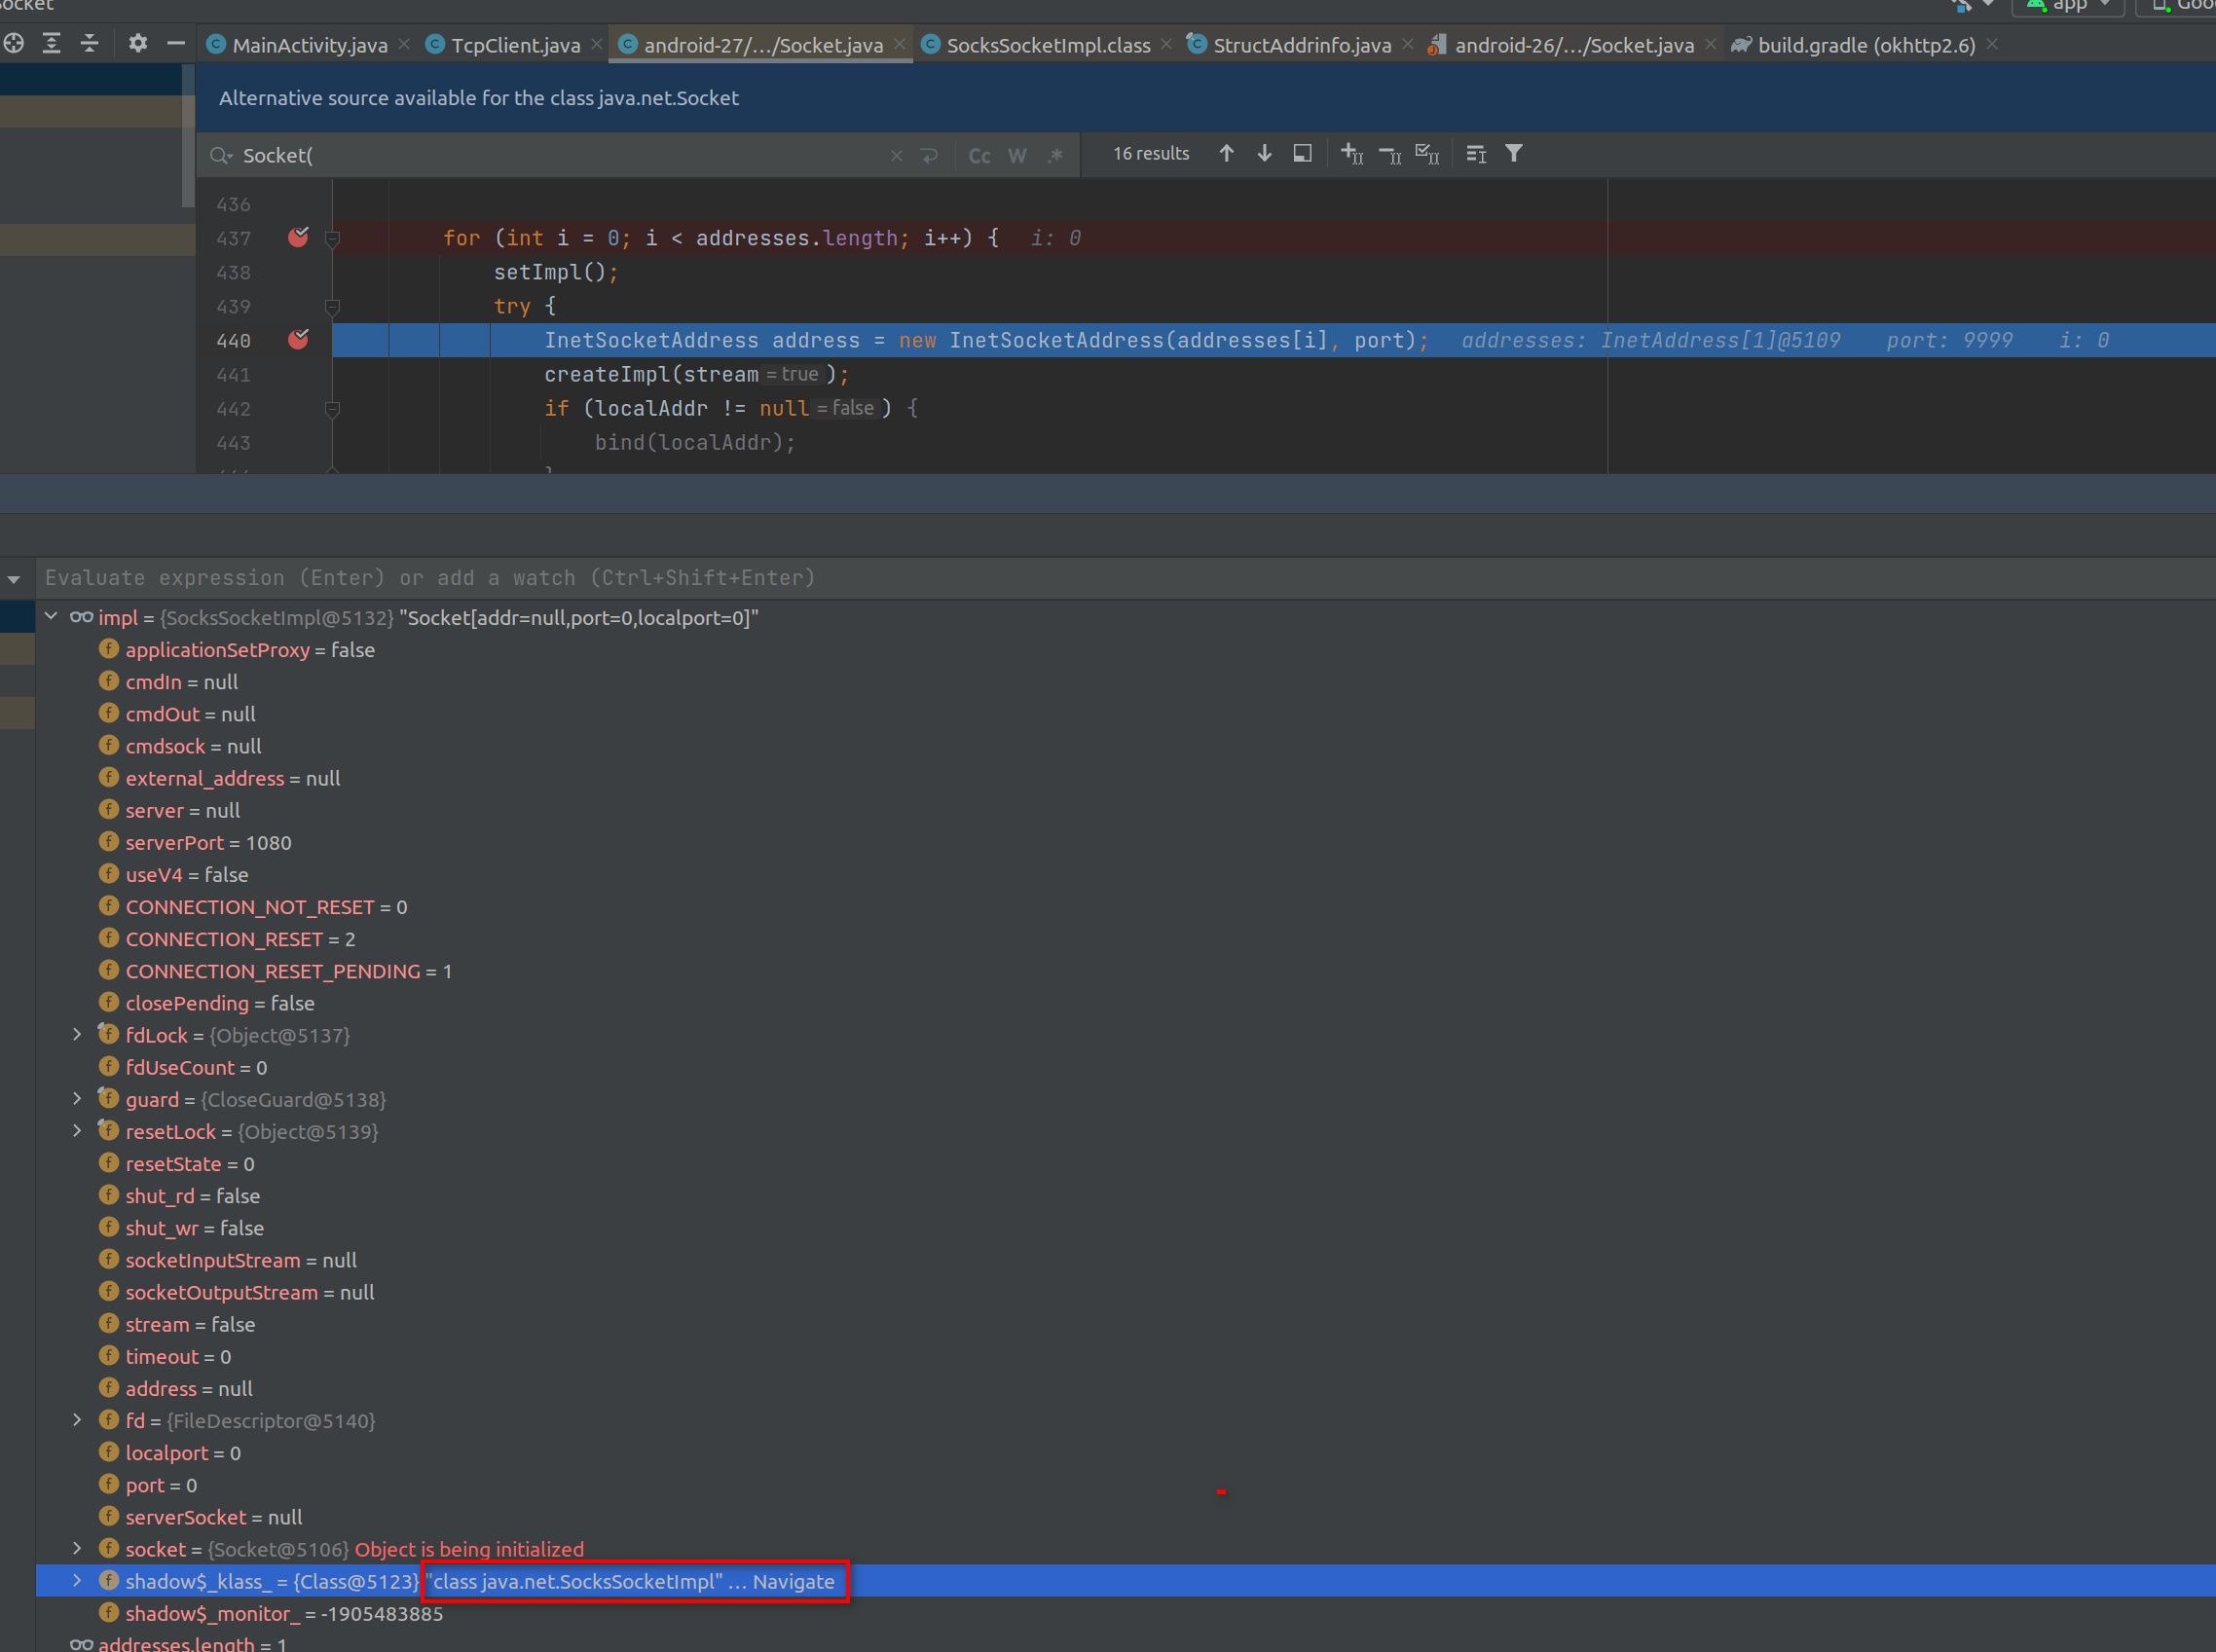 ocket
app
Goo
MainActivity.java
TcpClient.java
android-27/.../Socket.java
SocksSocketImpl.class
StructAddrinfo.java
android-26/.../Socket.java
build.gradle (okhttp2.6)
Alternative source available for the class java.net.Socket
Socket(
Cc W .*
16 results
436
437 for (int i = 0; i < addresses.length; i++) { i: 0
438 setImpl();
439 try {
440 InetSocketAddress address = new InetSocketAddress(addresses[i], port); addresses: InetAddress[1]@5109 port: 9999 i: 0
441 createImpl(stream = true );
442 if (localAddr != null = false ) {
443 bind(localAddr);
Evaluate expression (Enter) or add a watch (Ctrl+Shift+Enter)
impl = {SocksSocketImpl@5132} "Socket[addr=null,port=0,localport=0]"
applicationSetProxy = false
cmdIn = null
cmdOut = null
cmdsock = null
external_address = null
server = null
serverPort = 1080
useV4 = false
CONNECTION_NOT_RESET = 0
CONNECTION_RESET = 2
CONNECTION_RESET_PENDING = 1
closePending = false
fdLock = {Object@5137}
fdUseCount = 0
guard = {CloseGuard@5138}
resetLock = {Object@5139}
resetState = 0
shut_rd = false
shut_wr = false
socketInputStream = null
socketOutputStream = null
stream = false
timeout = 0
address = null
fd = {FileDescriptor@5140}
localport = 0
port = 0
serverSocket = null
socket = {Socket@5106} Object is being initialized
shadow$_klass_ = {Class@5123} "class java.net.SocksSocketImpl" ... Navigate
shadow$_monitor_ = -1905483885
addresses.length = 1